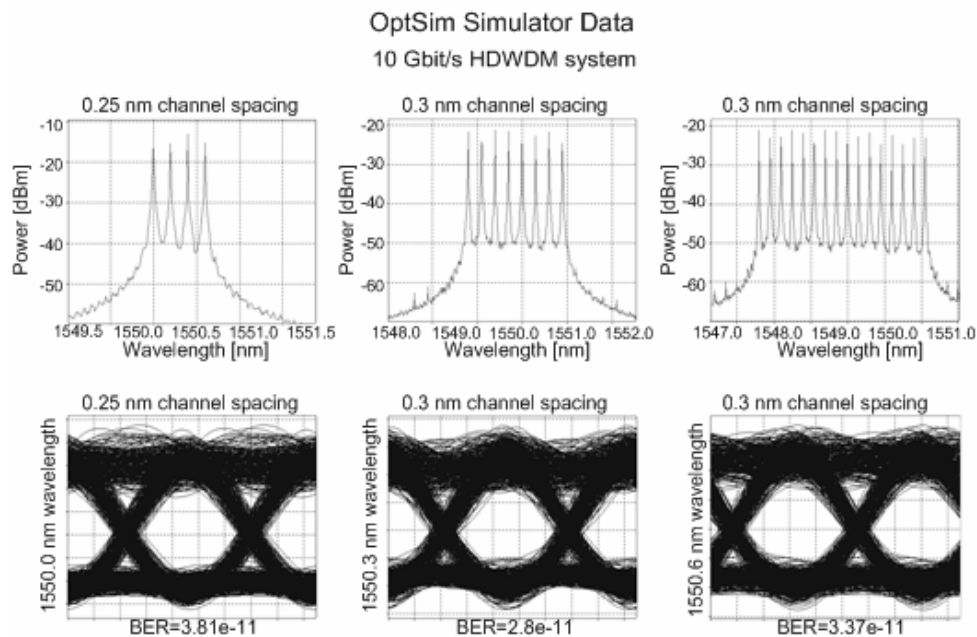 OptSim Simulator Data
10 Gbit/s HDWDM system
0.25 nm channel spacing
-10
-20
-30
-40
-50
Power [dBm]
1549.5 1550.0 1550.5 1551.0 1551.5
Wavelength [nm]
0.3 nm channel spacing
-20
-30
-40
-50
-60
Power [dBm]
1548.0 1549.0 1550.0 1551.0 1552.0
Wavelength [nm]
0.3 nm channel spacing
-20
-30
-40
-50
-60
Power [dBm]
1547.0 1548.0 1549.0 1550.0 1551.0
Wavelength [nm]
0.25 nm channel spacing
1550.0 nm wavelength
BER=3.81e-11
0.3 nm channel spacing
1550.3 nm wavelength
BER=2.8e-11
0.3 nm channel spacing
1550.6 nm wavelength
BER=3.37e-11